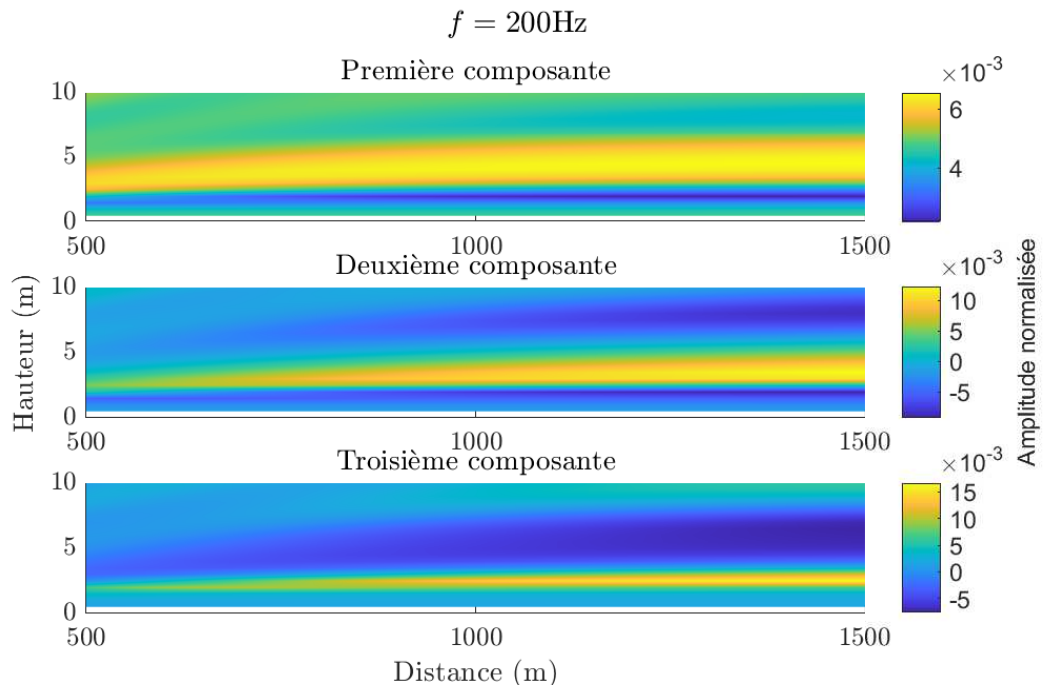 f = 200Hz
Première composante
×10⁻³
10
5
0
6
4
500 1000 1500
Deuxième composante
×10⁻³
10
5
0
10
5
0
-5
500 1000 1500
Troisième composante
×10⁻³
10
5
0
15
10
5
0
-5
500 1000 1500
Hauteur (m)
Distance (m)
Amplitude normalisée